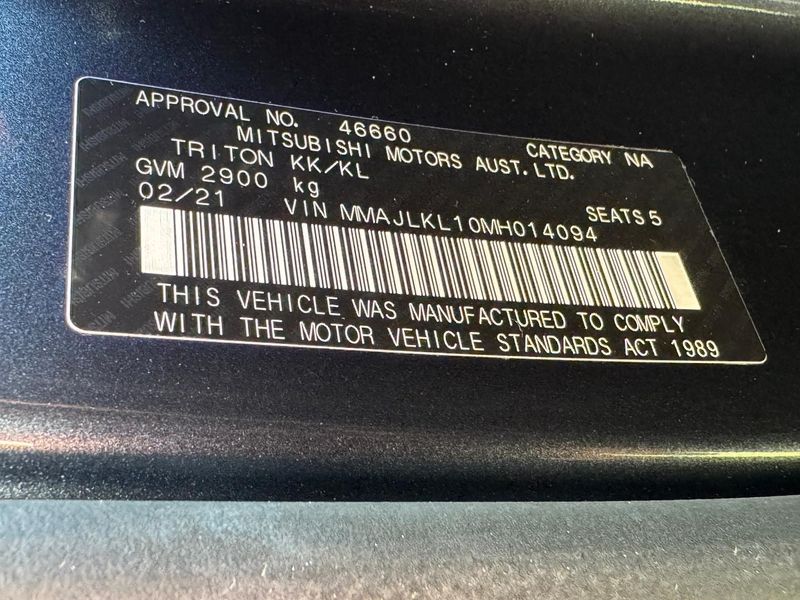 APPROVAL NO. 46660 CATEGORY NA
MITSUBISHI MOTORS AUST. LTD.
TRITON KK/KL
GVM 2900 kg SEATS 5
02/21 VIN MMAJLKL10MH014094
THIS VEHICLE WAS MANUFACTURED TO COMPLY
WITH THE MOTOR VEHICLE STANDARDS ACT 1989